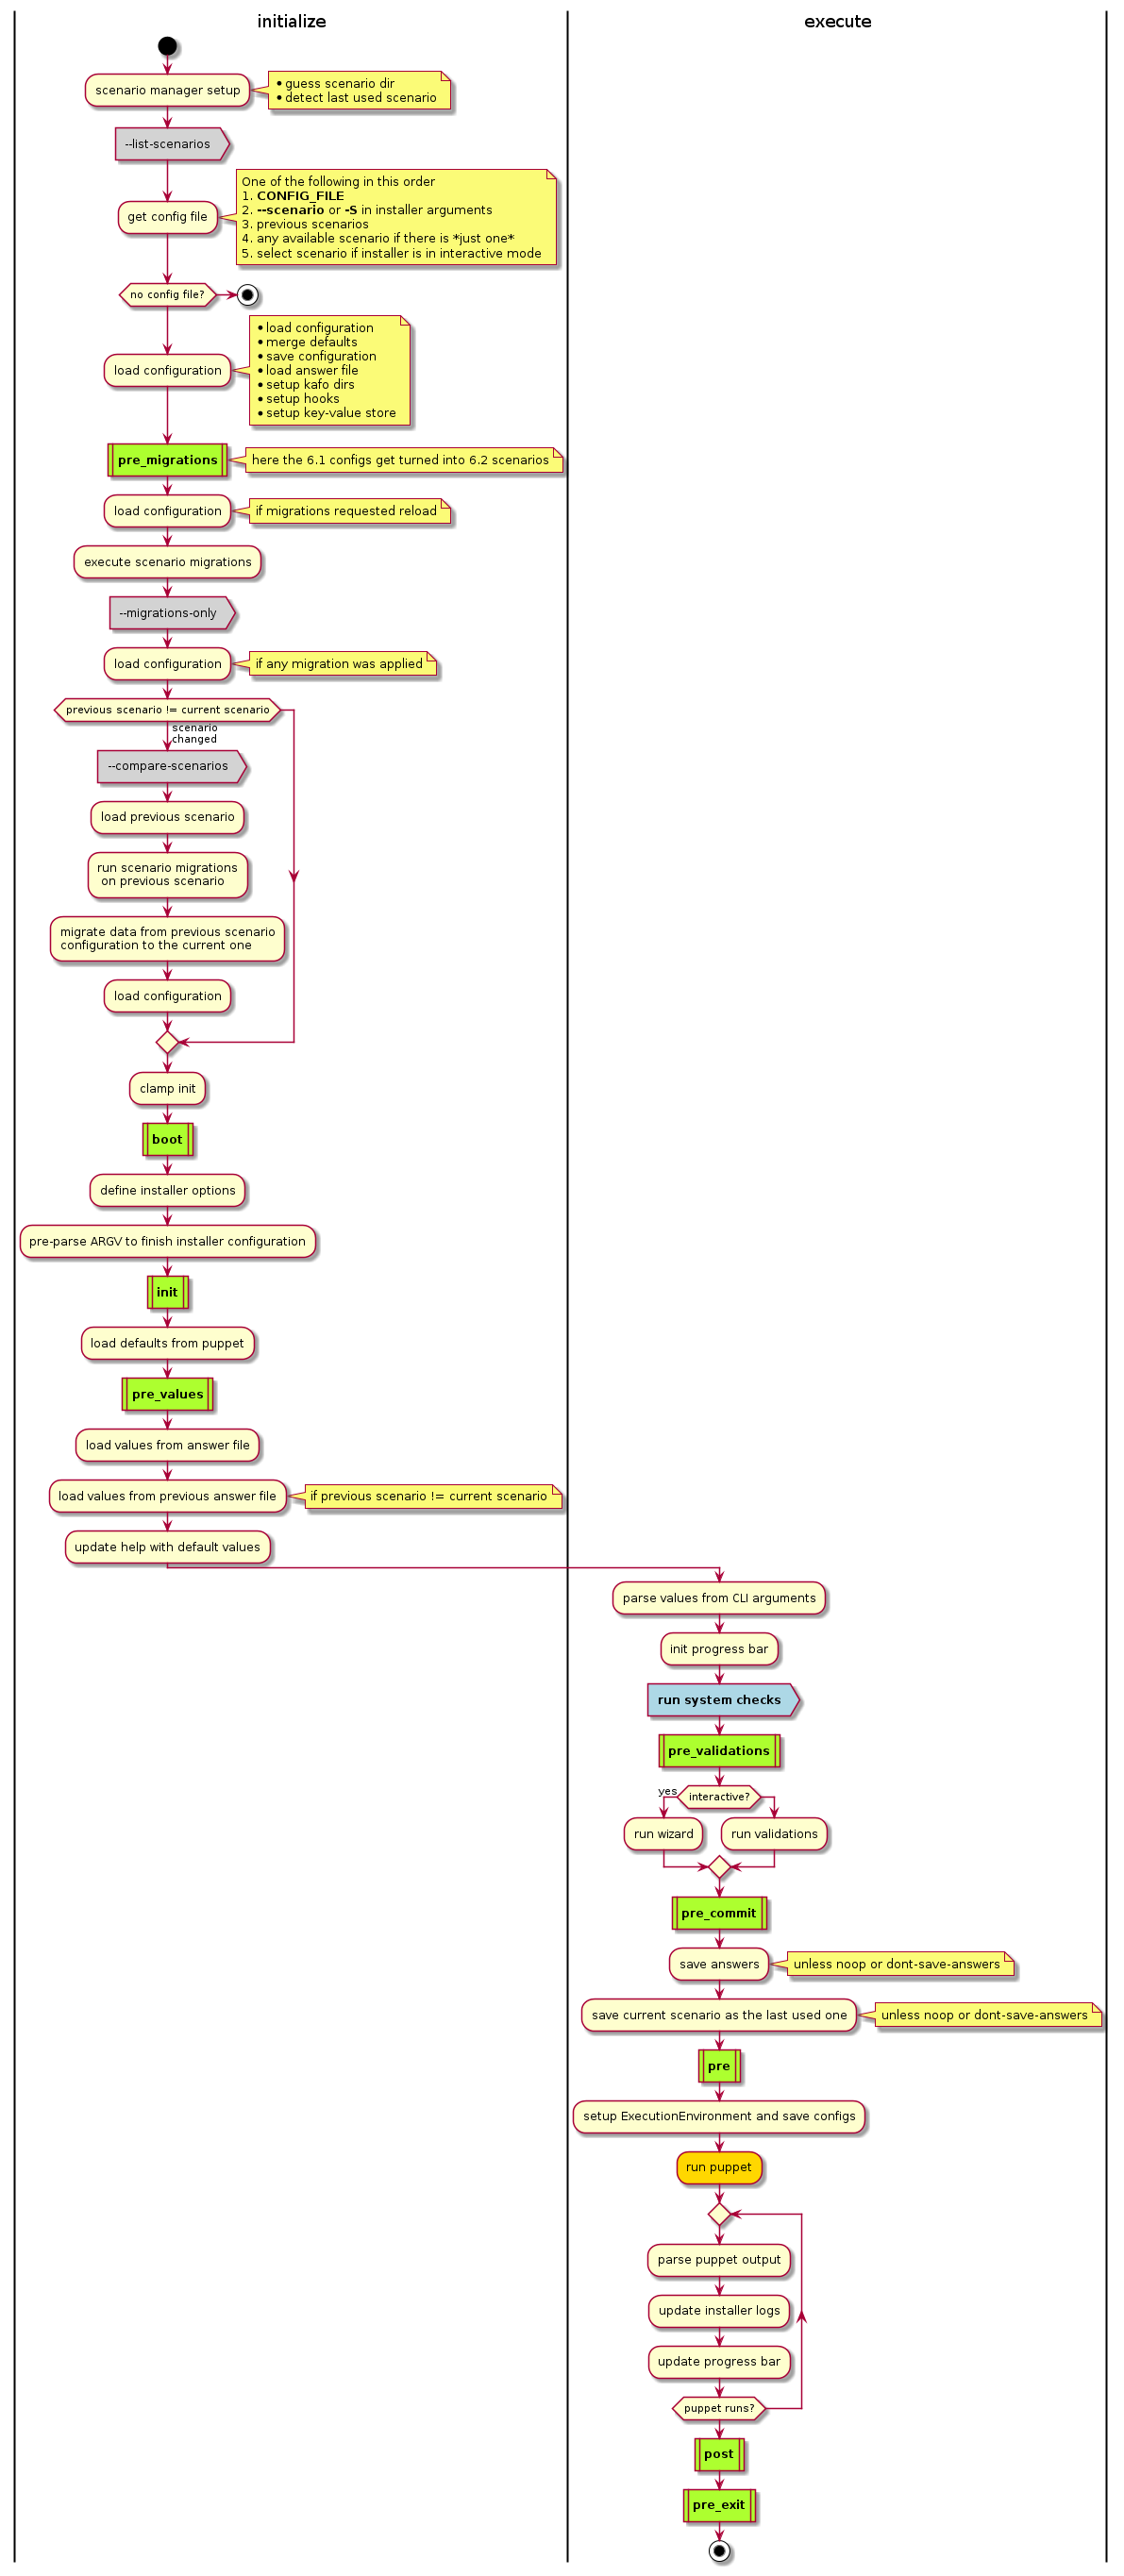 initialize
execute
scenario manager setup
• guess scenario dir
• detect last used scenario
--list-scenarios
One of the following in this order
1. CONFIG_FILE
2. --scenario or -S in installer arguments
3. previous scenarios
4. any available scenario if there is *just one*
5. select scenario if installer is in interactive mode
get config file
no config file?
• load configuration
• merge defaults
• save configuration
• load answer file
• setup kafo dirs
• setup hooks
• setup key-value store
load configuration
pre_migrations
here the 6.1 configs get turned into 6.2 scenarios
load configuration
if migrations requested reload
execute scenario migrations
--migrations-only
load configuration
if any migration was applied
previous scenario != current scenario
scenario
changed
--compare-scenarios
load previous scenario
run scenario migrations
on previous scenario
migrate data from previous scenario
configuration to the current one
load configuration
clamp init
boot
define installer options
pre-parse ARGV to finish installer configuration
init
load defaults from puppet
pre_values
load values from answer file
load values from previous answer file
if previous scenario != current scenario
update help with default values
parse values from CLI arguments
init progress bar
run system checks
pre_validations
yes
interactive?
run wizard
run validations
pre_commit
save answers
unless noop or dont-save-answers
save current scenario as the last used one
unless noop or dont-save-answers
pre
setup ExecutionEnvironment and save configs
run puppet
parse puppet output
update installer logs
update progress bar
puppet runs?
post
pre_exit